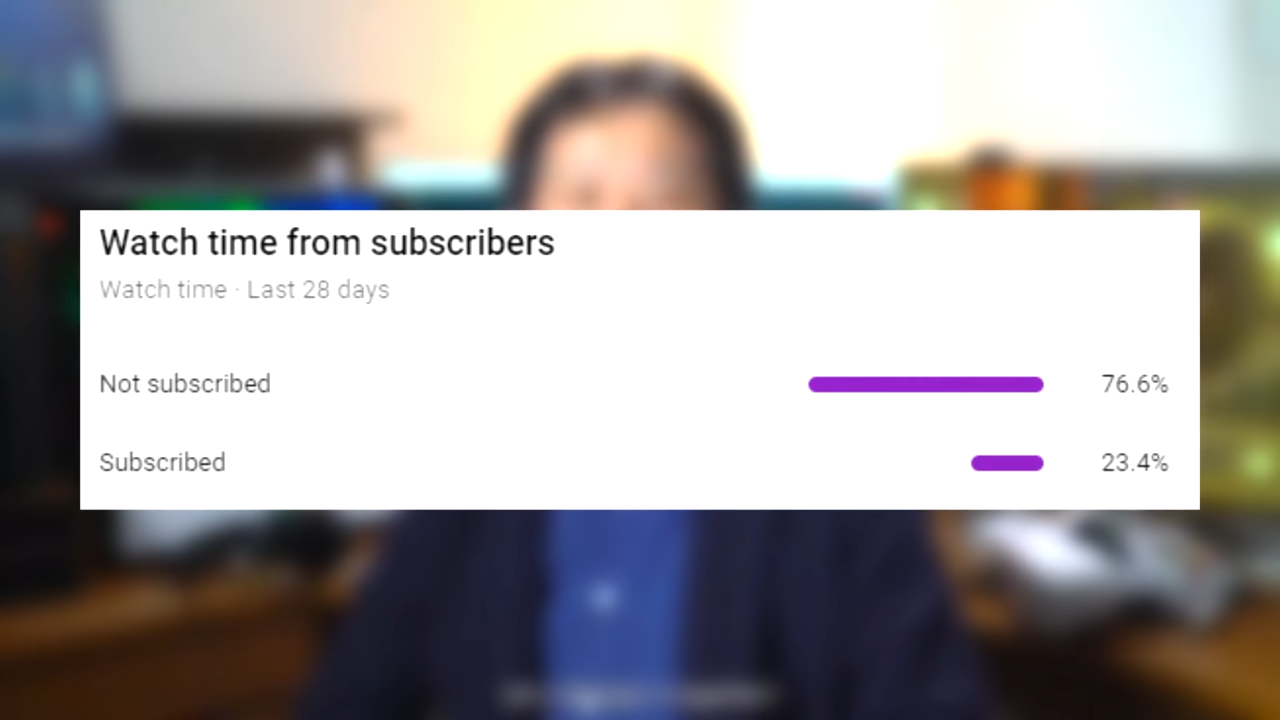 Watch time from subscribers
Watch time · Last 28 days
Not subscribed 76.6%
Subscribed 23.4%